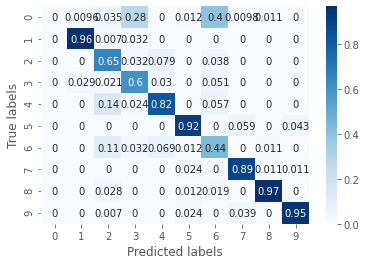 0 0 0.0096 0.035 0.28 0 0.012 0.4 0.0098 0.011 0
1 0 0.96 0.007 0.032 0 0 0 0 0 0
2 0 0 0.65 0.032 0.079 0 0.038 0 0 0
3 0 0.029 0.021 0.6 0.03 0 0.051 0 0 0
4 0 0 0.14 0.024 0.82 0 0.057 0 0 0
5 0 0 0 0 0 0.92 0 0.059 0 0.043
6 0 0 0.11 0.032 0.069 0.012 0.44 0 0.011 0
7 0 0 0 0 0 0.024 0 0.89 0.011 0.011
8 0 0 0.028 0 0 0.012 0.019 0 0.97 0
9 0 0 0.007 0 0 0.024 0 0.039 0 0.95
0 1 2 3 4 5 6 7 8 9
Predicted labels
True labels
0.8
0.6
0.4
0.2
0.0